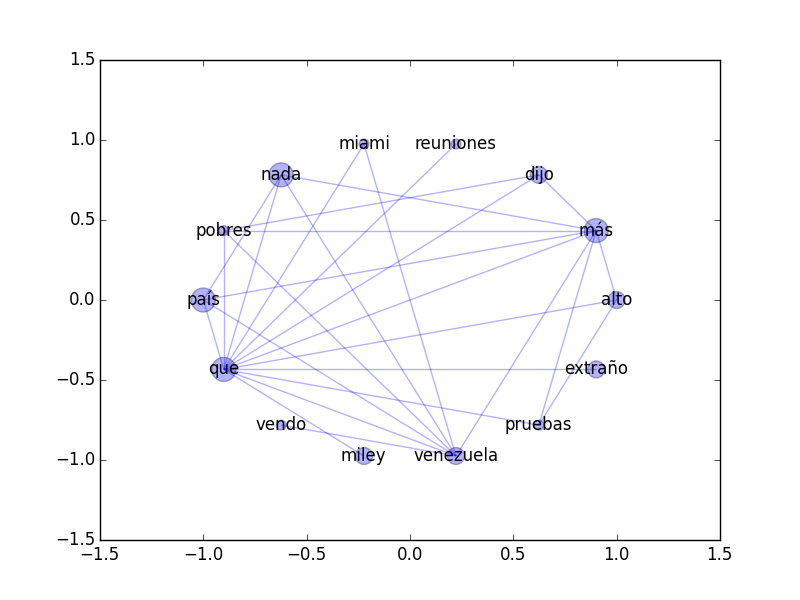 1.5
miami reuniones
1.0
nada dijo
0.5
pobres más
país alto
0.0
que extraño
−0.5
vendo pruebas
miley venezuela
−1.0
−1.5
−1.5 −1.0 −0.5 0.0 0.5 1.0 1.5